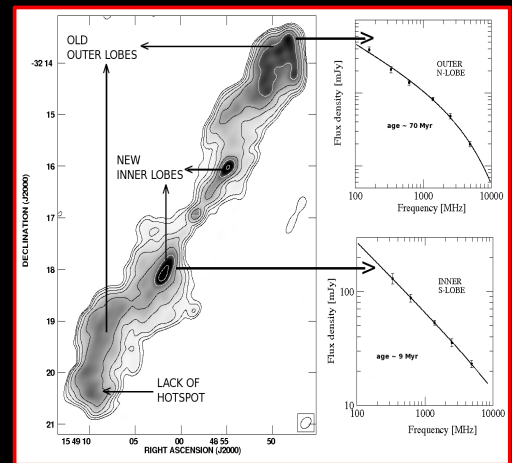 OLD
OUTER LOBES
NEW
INNER LOBES
LACK OF
HOTSPOT
-32 14
15
16
17
18
19
20
21
DECLINATION (J2000)
15 49 10 05 00 48 55 50
RIGHT ASCENSION (J2000)
Flux density [mJy]
OUTER
N-LOBE
age ~ 70 Myr
100 1000 10000
Frequency [MHz]
Flux density [mJy]
100
10
INNER
S-LOBE
age ~ 9 Myr
100 1000 10000
Frequency [MHz]